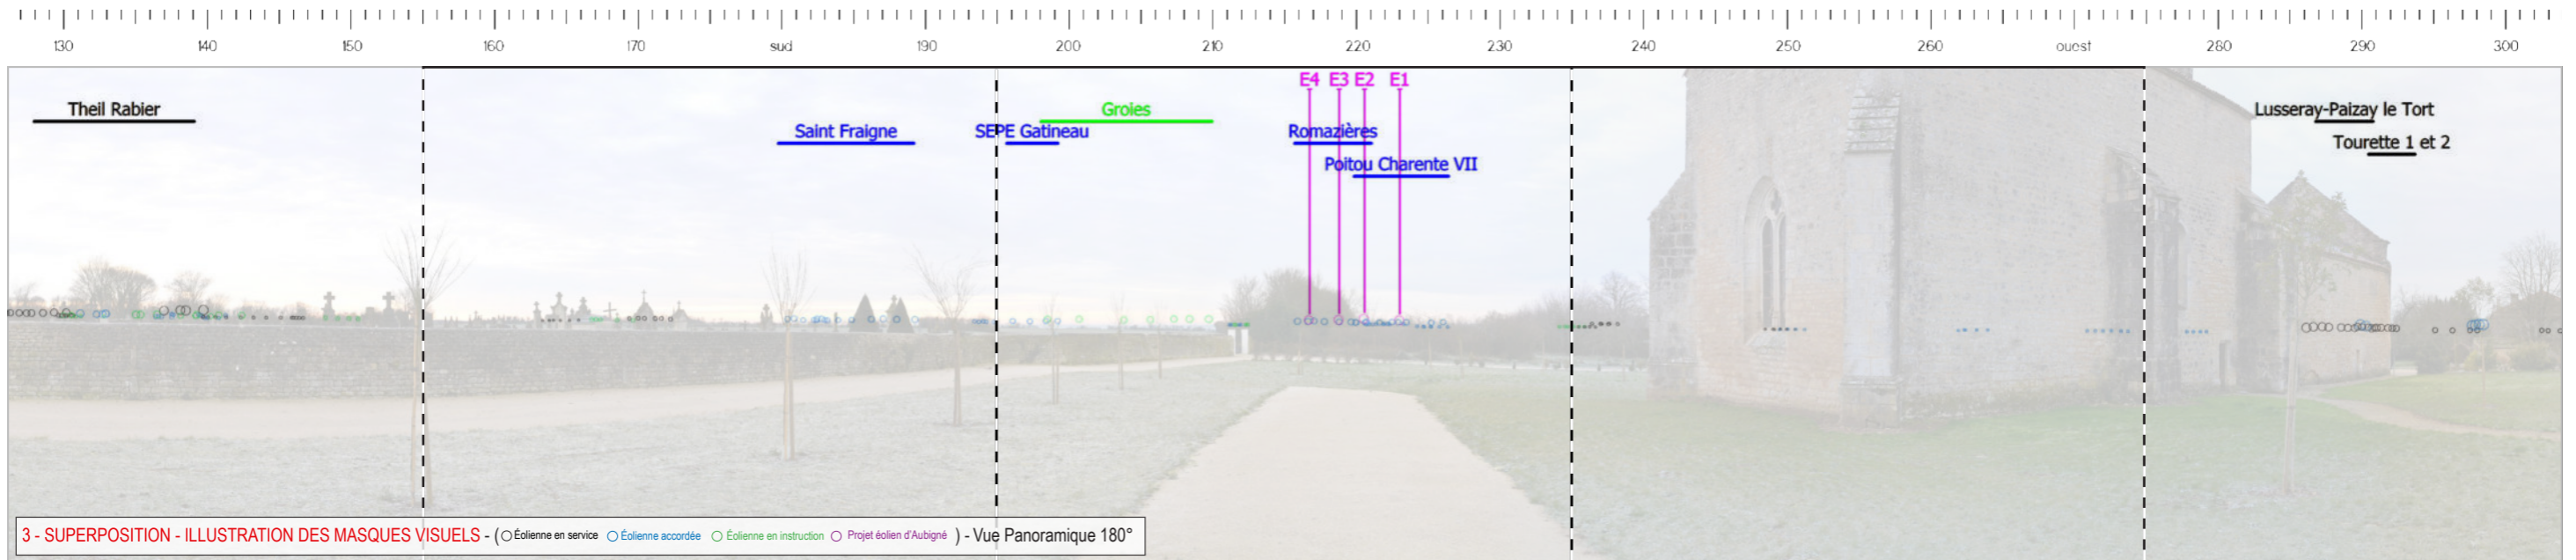 130 140 150 160 170 sud 190 200 210 220 230 240 250 260 ouest 280 290 300
E4 E3 E2 E1
Theil Rabier
Groies
Lusseray-Paizay le Tort
Saint Fraigne
SEPE Gatineau
Romazières
Tourette 1 et 2
Poitou Charente VII
3 - SUPERPOSITION - ILLUSTRATION DES MASQUES VISUELS - ( Éolienne en service Éolienne accordée Éolienne en instruction Projet éolien d'Aubigné ) - Vue Panoramique 180°